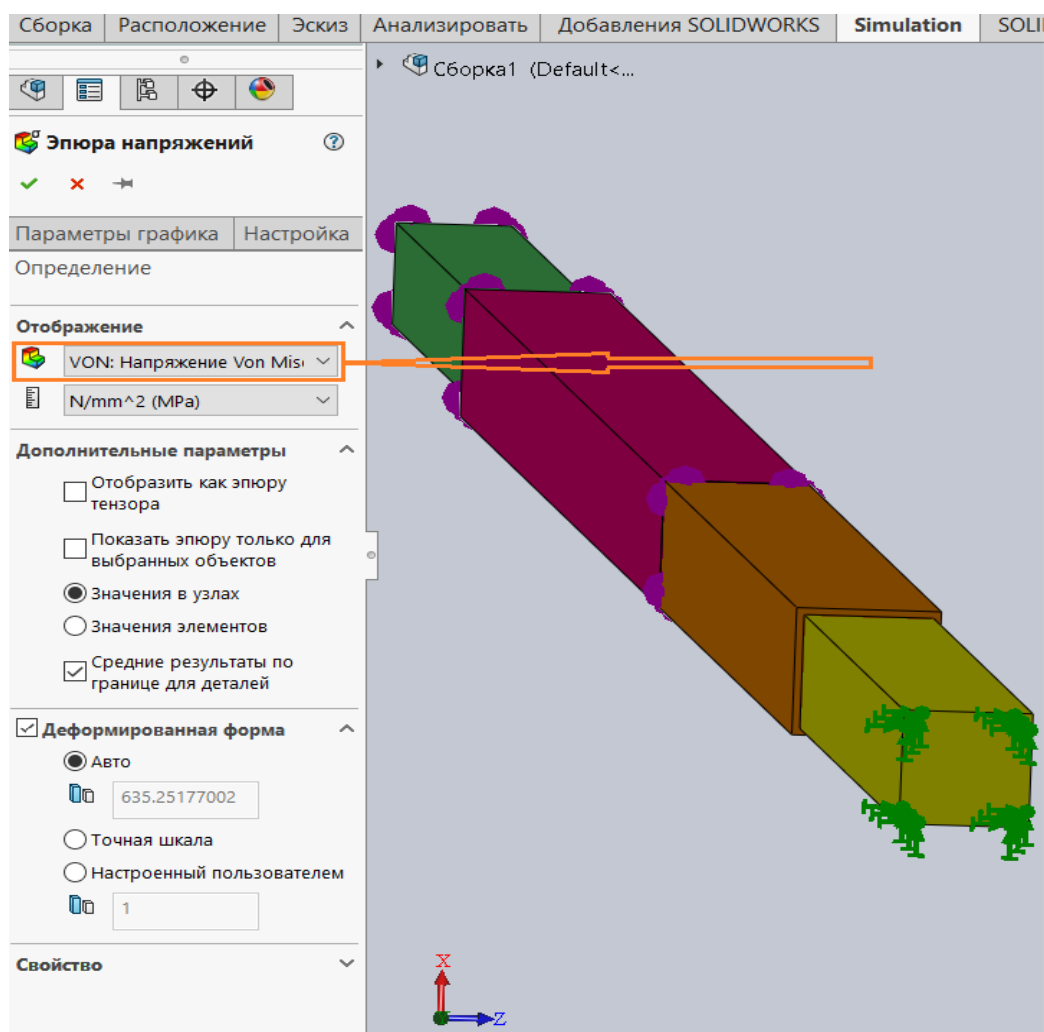 Сборка Расположение Эскиз Анализировать Добавления SOLIDWORKS Simulation SOLI
Сборка1 (Default<...
Эпюра напряжений
Параметры графика Настройка
Определение
Отображение
VON: Напряжение Von Mis
N/mm^2 (MPa)
Дополнительные параметры
Отобразить как эпюру
тензора
Показать эпюру только для
выбранных объектов
Значения в узлах
Значения элементов
Средние результаты по
границе для деталей
Деформированная форма
Авто
635.25177002
Точная шкала
Настроенный пользователем
1
Свойство
X
Z